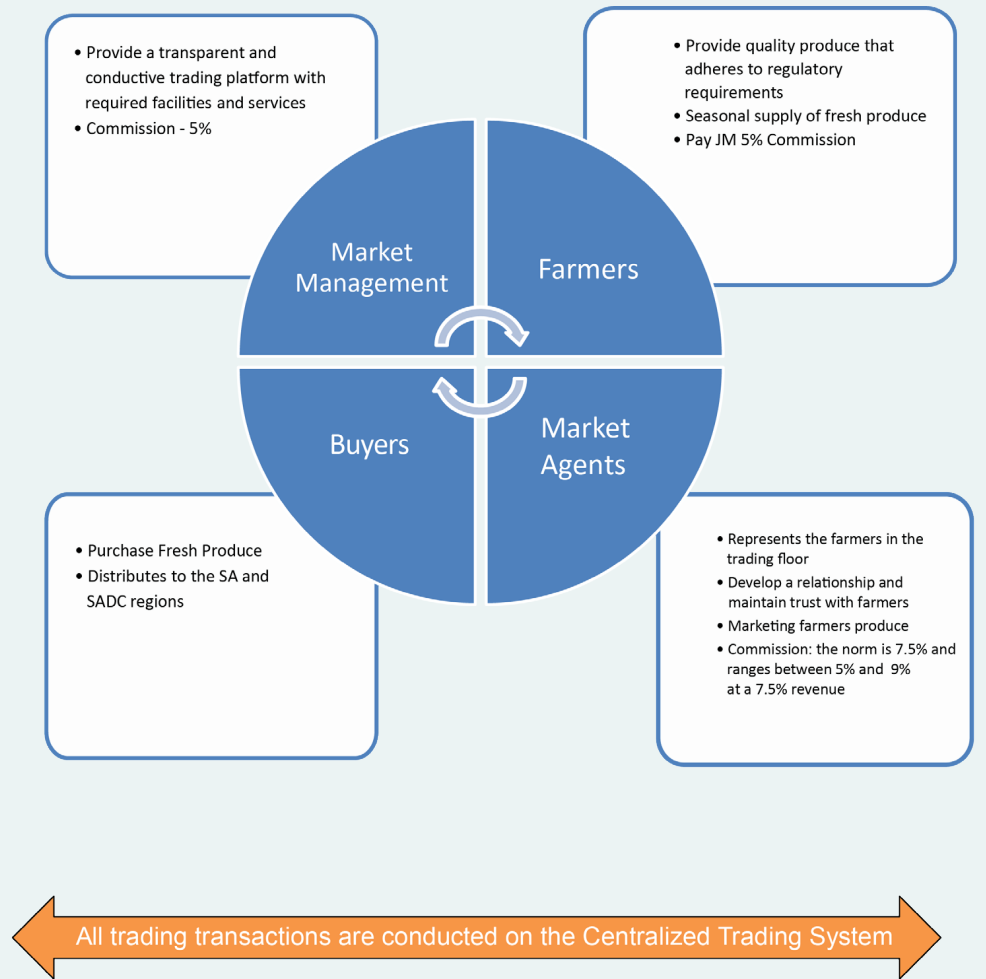 • Provide a transparent and
conductive trading platform with
required facilities and services
• Commission - 5%
• Provide quality produce that
adheres to regulatory
requirements
• Seasonal supply of fresh produce
• Pay JM 5% Commission
Market
Management
Farmers
Buyers
Market
Agents
• Purchase Fresh Produce
• Distributes to the SA and
SADC regions
• Represents the farmers in the
trading floor
• Develop a relationship and
maintain trust with farmers
• Marketing farmers produce
• Commission: the norm is 7.5% and
ranges between 5% and 9%
at a 7.5% revenue
All trading transactions are conducted on the Centralized Trading System